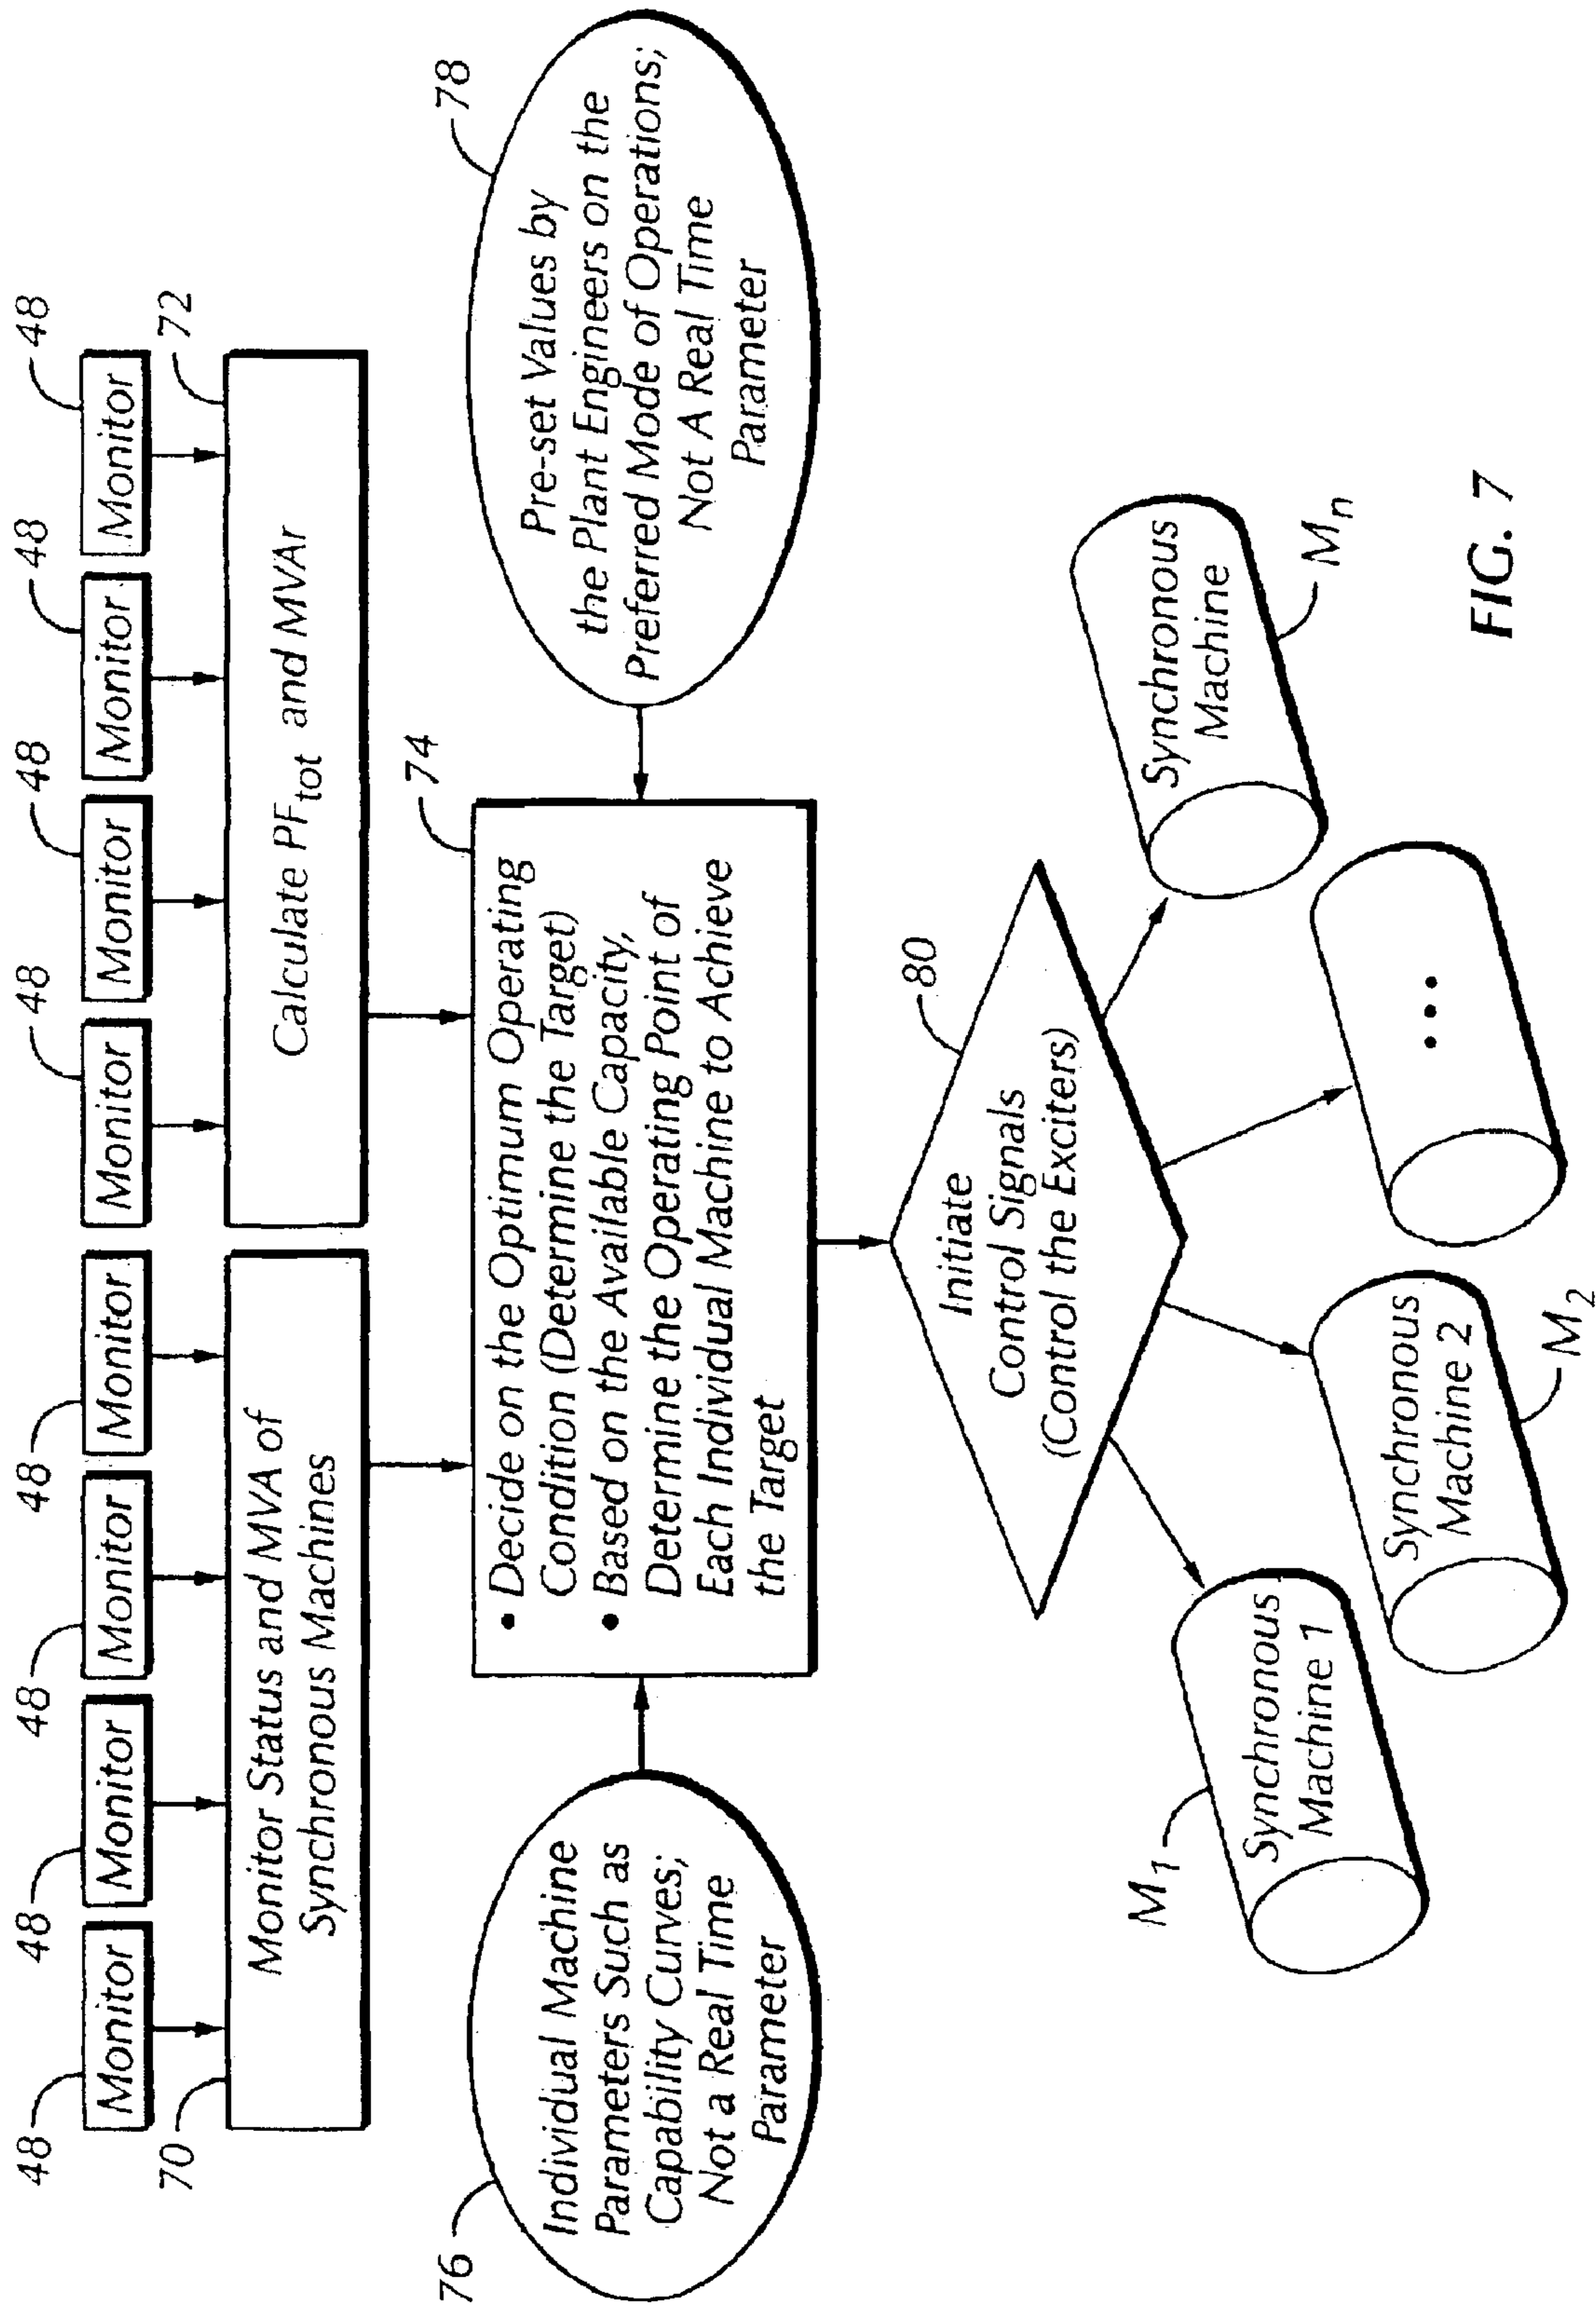 48
48
48
48
48
48
48
48
Monitor
Monitor
Monitor
Monitor
Monitor
Monitor
Monitor
Monitor
70
Monitor Status and MVA of
Synchronous Machines
72
Calculate PFtot and MVAr
76
Individual Machine
Parameters Such as
Capability Curves;
Not a Real Time
Parameter
74
• Decide on the Optimum Operating
Condition (Determine the Target)
• Based on the Available Capacity,
Determine the Operating Point of
Each Individual Machine to Achieve
the Target
78
Pre-set Values by
the Plant Engineers on the
Preferred Mode of Operations;
Not A Real Time
Parameter
80
Initiate
Control Signals
(Control the Exciters)
M1
Synchronous
Machine 1
Synchronous
Machine 2
M2
...
Synchronous
Machine
Mn
FIG. 7